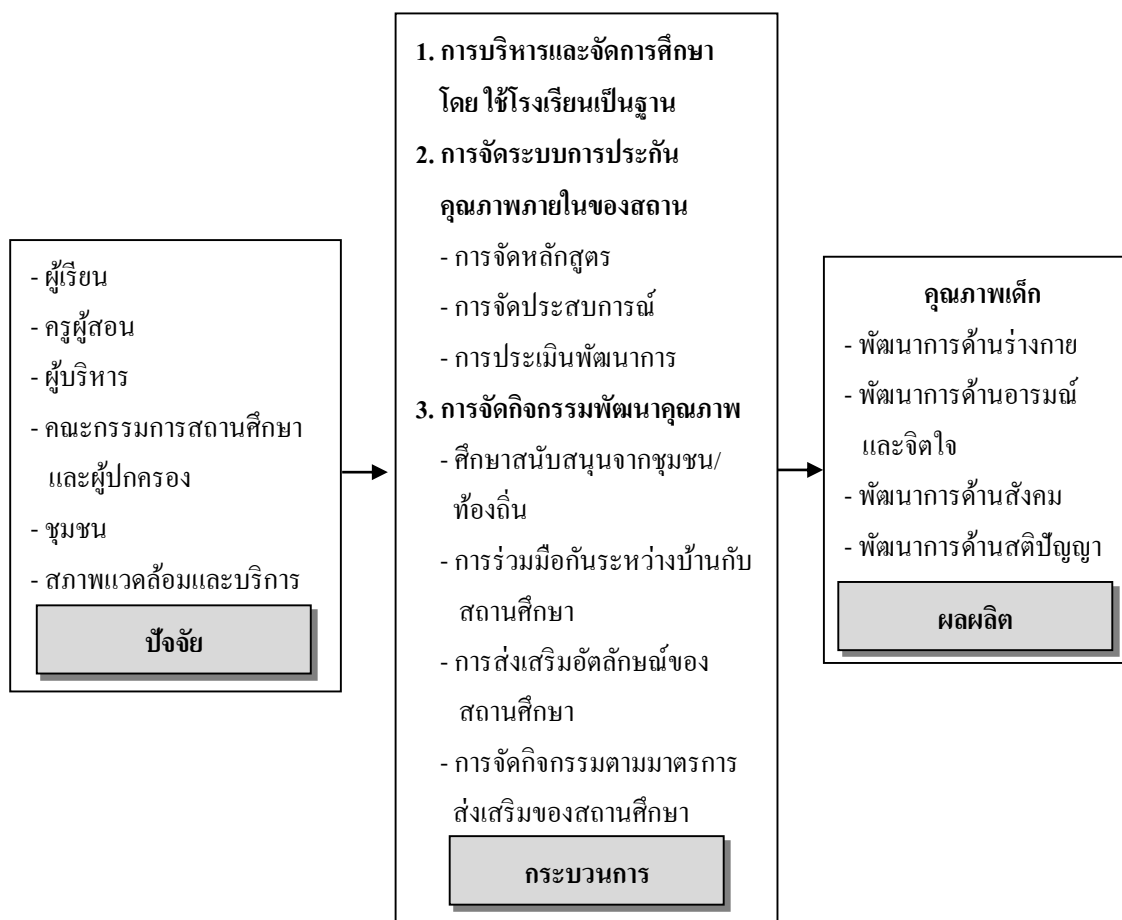 - ผู้เรียน
- ครูผู้สอน
- ผู้บริหาร
- คณะกรรมการสถานศึกษา
และผู้ปกครอง
- ชุมชน
- สภาพแวดล้อมและบริการ
ปัจจัย
1. การบริหารและจัดการศึกษา
โดย ใช้โรงเรียนเป็นฐาน
2. การจัดระบบการประกัน
คุณภาพภายในของสถาน
- การจัดหลักสูตร
- การจัดประสบการณ์
- การประเมินพัฒนาการ
3. การจัดกิจกรรมพัฒนาคุณภาพ
- ศึกษาสนับสนุนจากชุมชน/
ท้องถิ่น
- การร่วมมือกันระหว่างบ้านกับ
สถานศึกษา
- การส่งเสริมอัตลักษณ์ของ
สถานศึกษา
- การจัดกิจกรรมตามมาตรการ
ส่งเสริมของสถานศึกษา
กระบวนการ
คุณภาพเด็ก
- พัฒนาการด้านร่างกาย
- พัฒนาการด้านอารมณ์
และจิตใจ
- พัฒนาการด้านสังคม
- พัฒนาการด้านสติปัญญา
ผลผลิต